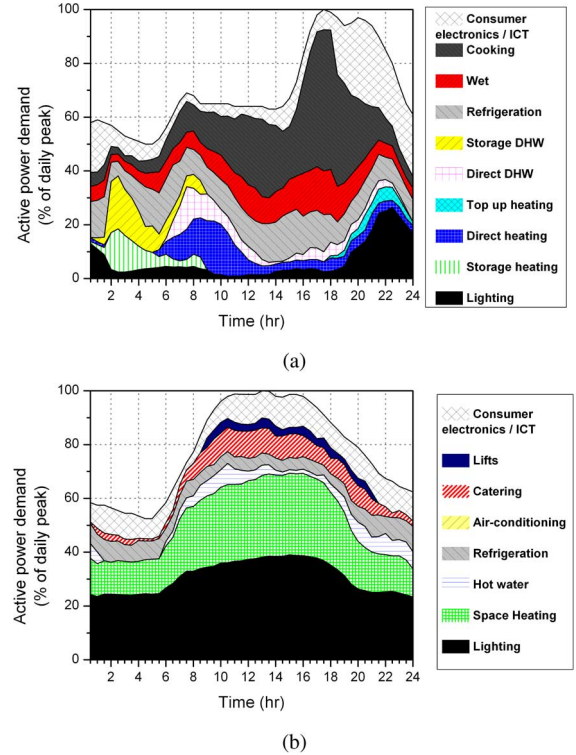 100
80
60
40
20
0
Active power demand
(% of daily peak)
2 4 6 8 10 12 14 16 18 20 22 24
Time (hr)
Consumer
electronics / ICT
Cooking
Wet
Refrigeration
Storage DHW
Direct DHW
Top up heating
Direct heating
Storage heating
Lighting
(a)
100
80
60
40
20
0
Active power demand
(% of daily peak)
2 4 6 8 10 12 14 16 18 20 22 24
Time (hr)
Consumer
electronics / ICT
Lifts
Catering
Air-conditioning
Refrigeration
Hot water
Space Heating
Lighting
(b)